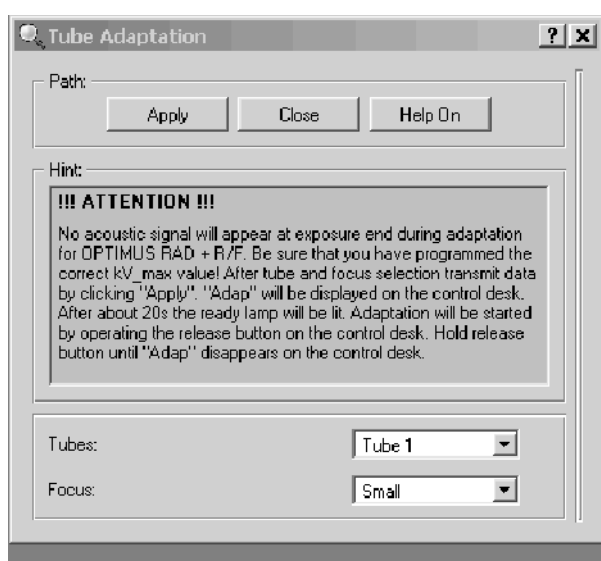 Tube Adaptation
? x
Path:
Apply Close Help On
Hint:
!!! ATTENTION !!!
No acoustic signal will appear at exposure end during adaptation
for OPTIMUS RAD + R/F. Be sure that you have programmed the
correct kV_max value! After tube and focus selection transmit data
by clicking "Apply". "Adap" will be displayed on the control desk.
After about 20s the ready lamp will be lit. Adaptation will be started
by operating the release button on the control desk. Hold release
button until "Adap" disappears on the control desk.
Tubes: Tube 1
Focus: Small